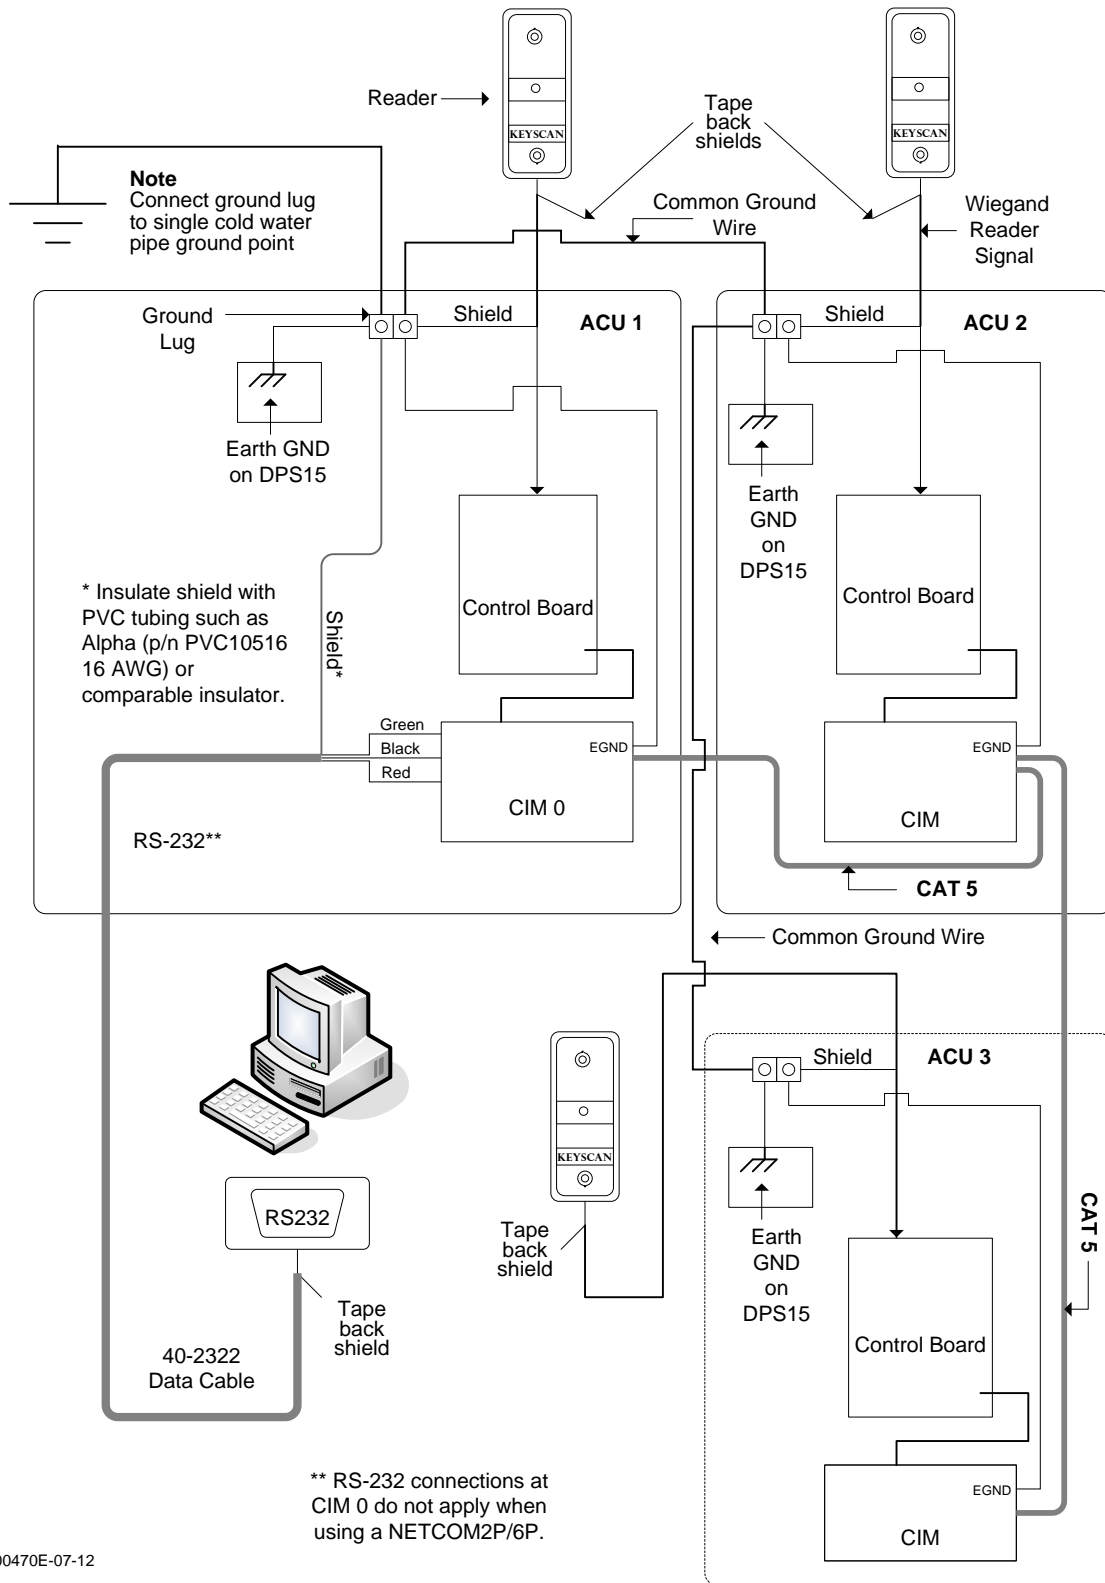 Reader
KEYSCAN
Tape
back
shields
KEYSCAN
Note
Connect ground lug
to single cold water
pipe ground point
Common Ground
Wire
Wiegand
Reader
Signal
Ground
Lug
Shield
ACU 1
Shield
ACU 2
Earth GND
on DPS15
Earth
GND
on
DPS15
* Insulate shield with
PVC tubing such as
Alpha (p/n PVC10516
16 AWG) or
comparable insulator.
Shield*
Control Board
Control Board
Green
Black
Red
EGND
CIM 0
EGND
CIM
RS-232**
CAT 5
Common Ground Wire
Shield
ACU 3
KEYSCAN
Tape
back
shield
Earth
GND
on
DPS15
CAT 5
RS232
Tape
back
shield
40-2322
Data Cable
Control Board
** RS-232 connections at
CIM 0 do not apply when
using a NETCOM2P/6P.
EGND
CIM
00470E-07-12